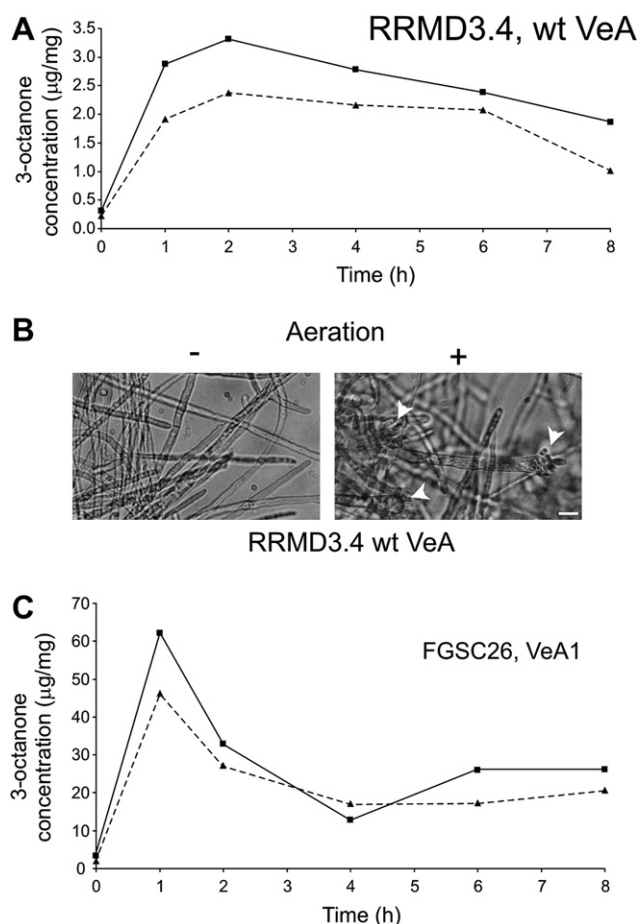 A
RRMD3.4, wt VeA
3-octanone
concentration (μg/mg)
3.5
3.0
2.5
2.0
1.5
1.0
0.5
0.0
0 1 2 3 4 5 6 7 8
Time (h)
B
Aeration
- +
RRMD3.4 wt VeA
C
FGSC26, VeA1
3-octanone
concentration (μg/mg)
70
60
50
40
30
20
10
0
0 1 2 3 4 5 6 7 8
Time (h)